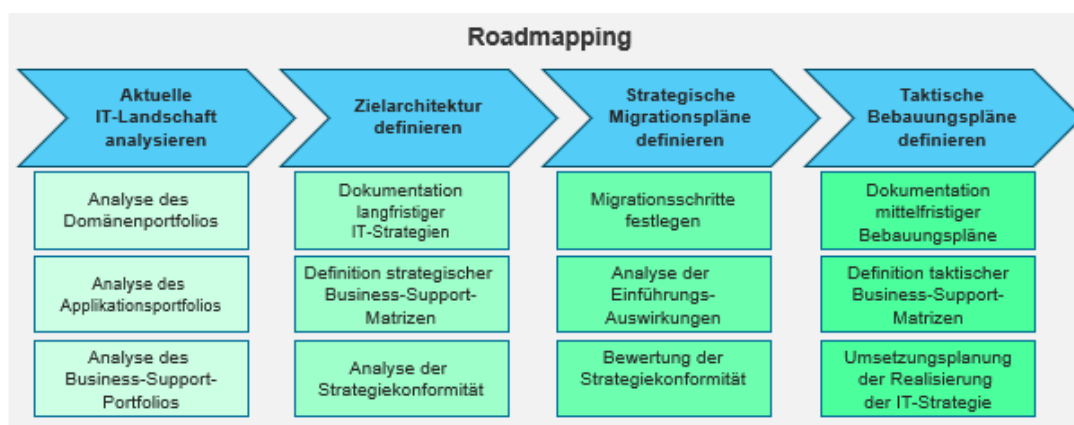 Roadmapping
Aktuelle
IT-Landschaft
analysieren
Zielarchitektur
definieren
Strategische
Migrationspläne
definieren
Taktische
Bebauungspläne
definieren
Analyse des
Domänenportfolios
Dokumentation
langfristiger
IT-Strategien
Migrationsschritte
festlegen
Dokumentation
mittelfristiger
Bebauungspläne
Analyse des
Applikationsportfolios
Definition strategischer
Business-Support-
Matrizen
Analyse der
Einführungs-
Auswirkungen
Definition taktischer
Business-Support-
Matrizen
Analyse des
Business-Support-
Portfolios
Analyse der
Strategiekonformität
Bewertung der
Strategiekonformität
Umsetzungsplanung
der Realisierung
der IT-Strategie